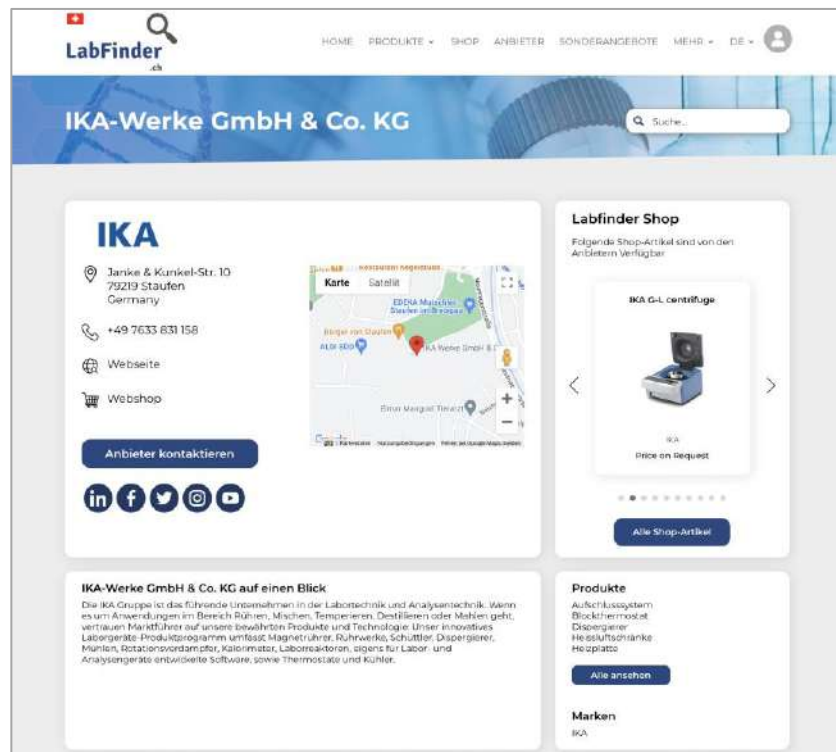 LabFinder
.ch
HOME PRODUKTE SHOP ANBIETER SONDERANGEBOTE MEHR DE
IKA-Werke GmbH & Co. KG
Suche...
IKA
Janke & Kunkel-Str. 10
79219 Staufen
Germany
+49 7633 831 158
Webseite
Webshop
Anbieter kontaktieren
Karte Satellit
EDEKA
Staufen im Breisgau
Burger von Staufen
ALDI
IKA Werke GmbH &
Labfinder Shop
Folgende Shop-Artikel sind von den
Anbietern Verfügbar
IKA G-L centrifuge
IKA
Price on Request
Alle Shop-Artikel
IKA-Werke GmbH & Co. KG auf einen Blick
Die IKA Gruppe ist das führende Unternehmen in der Labortechnik und Analysentechnik. Wenn
es um Anwendungen im Bereich Rühren, Mischen, Temperieren, Destillieren oder Mahlen geht,
vertrauen Marktführer auf unsere bewährten Produkte und Technologie. Unser innovatives
Laborgeräte-Produktprogramm umfasst Magnetrührer, Rührwerke, Schüttler, Dispergierer,
Mühlen, Rotationsverdampfer, Kalorimeter, Laborreaktoren, eigens für Labor- und
Analysengeräte entwickelte Software, sowie Thermostate und Kühler.
Produkte
Aufschlusssystem
Blockthermostat
Dispergierer
Heissluftschränke
Heizplatte
Alle ansehen
Marken
IKA